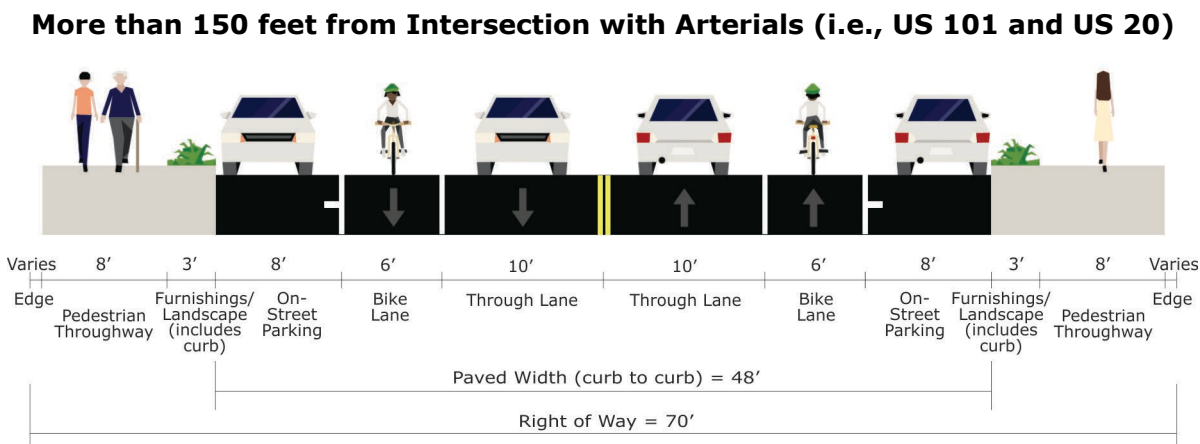 More than 150 feet from Intersection with Arterials (i.e., US 101 and US 20)
Varies 8’ 3’ 8’ 6’ 10’ 10’ 6’ 8’ 3’ 8’ Varies
Edge
Pedestrian
Throughway
Furnishings/
Landscape
(includes
curb)
On-
Street
Parking
Bike
Lane
Through Lane
Through Lane
Bike
Lane
On-
Street
Parking
Furnishings/
Landscape
(includes
curb)
Pedestrian
Throughway
Edge
Paved Width (curb to curb) = 48’
Right of Way = 70’